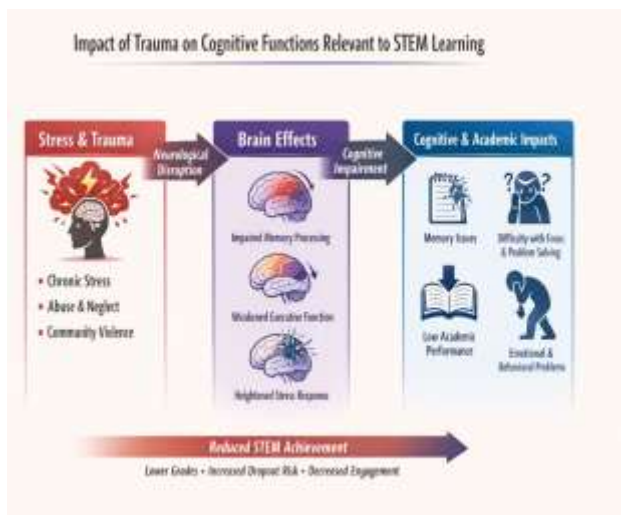 Impact of Trauma on Cognitive Functions Relevant to STEM Learning
Stress & Trauma
• Chronic Stress
• Abuse & Neglect
• Community Violence
Neurological
Disruption
Brain Effects
Impaired Memory Processing
Weakened Executive Function
Heightened Stress Response
Cognitive
Impairment
Cognitive & Academic Impacts
Memory Issues
Difficulty with Focus
& Problem Solving
Low Academic
Performance
Emotional &
Behavioral Problems
Reduced STEM Achievement
Lower Grades • Increased Dropout Risk • Decreased Engagement